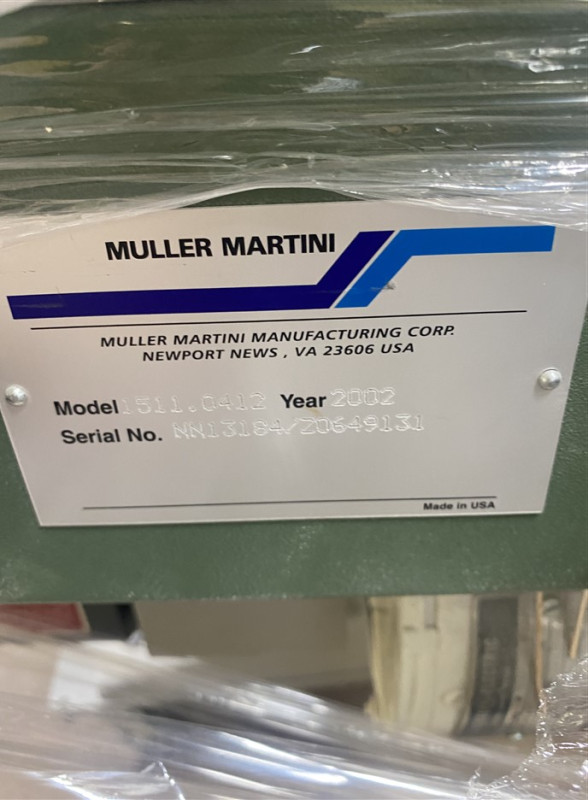 MULLER MARTINI
MULLER MARTINI MANUFACTURING CORP.
NEWPORT NEWS , VA 23606 USA
Model 1511.0412 Year 2002
Serial No. NN13184/Z0649131
Made in USA